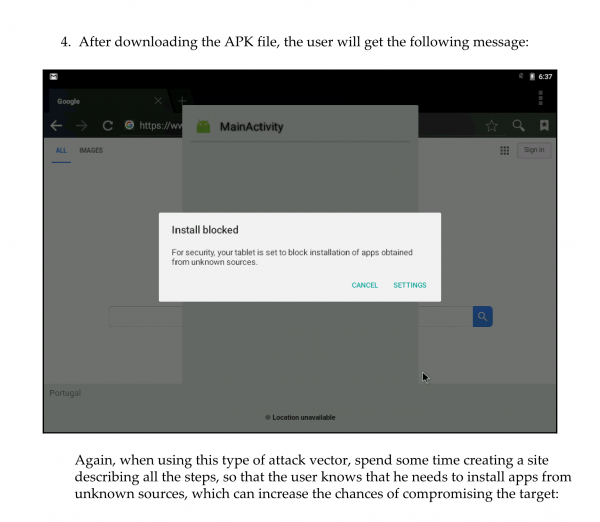 4. After downloading the APK file, the user will get the following message:
6:37
Google
https://ww
MainActivity
ALL IMAGES
Sign in
Install blocked
For security, your tablet is set to block installation of apps obtained
from unknown sources.
CANCEL SETTINGS
Portugal
Location unavailable
Again, when using this type of attack vector, spend some time creating a site
describing all the steps, so that the user knows that he needs to install apps from
unknown sources, which can increase the chances of compromising the target: